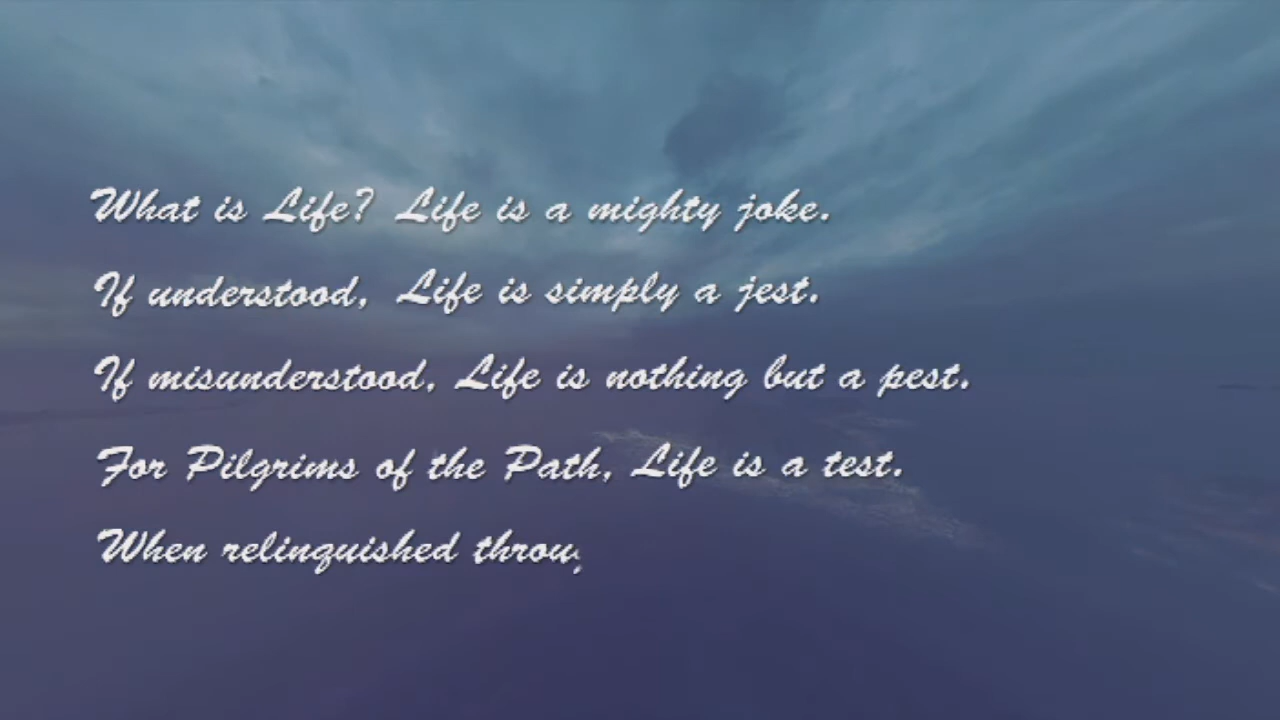 What is Life? Life is a mighty joke.
If understood, Life is simply a jest.
If misunderstood, Life is nothing but a pest.
For Pilgrims of the Path, Life is a test.
When relinquished